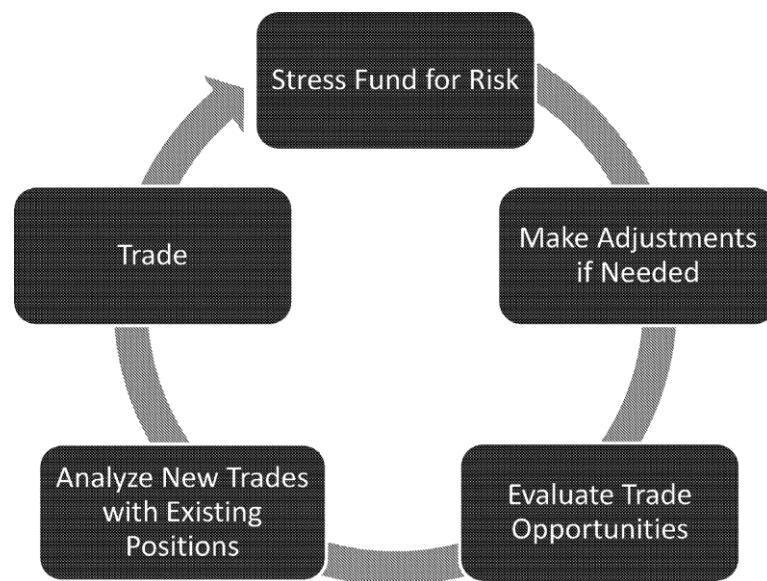 Stress Fund for Risk
Make Adjustments
if Needed
Evaluate Trade
Opportunities
Analyze New Trades
with Existing
Positions
Trade